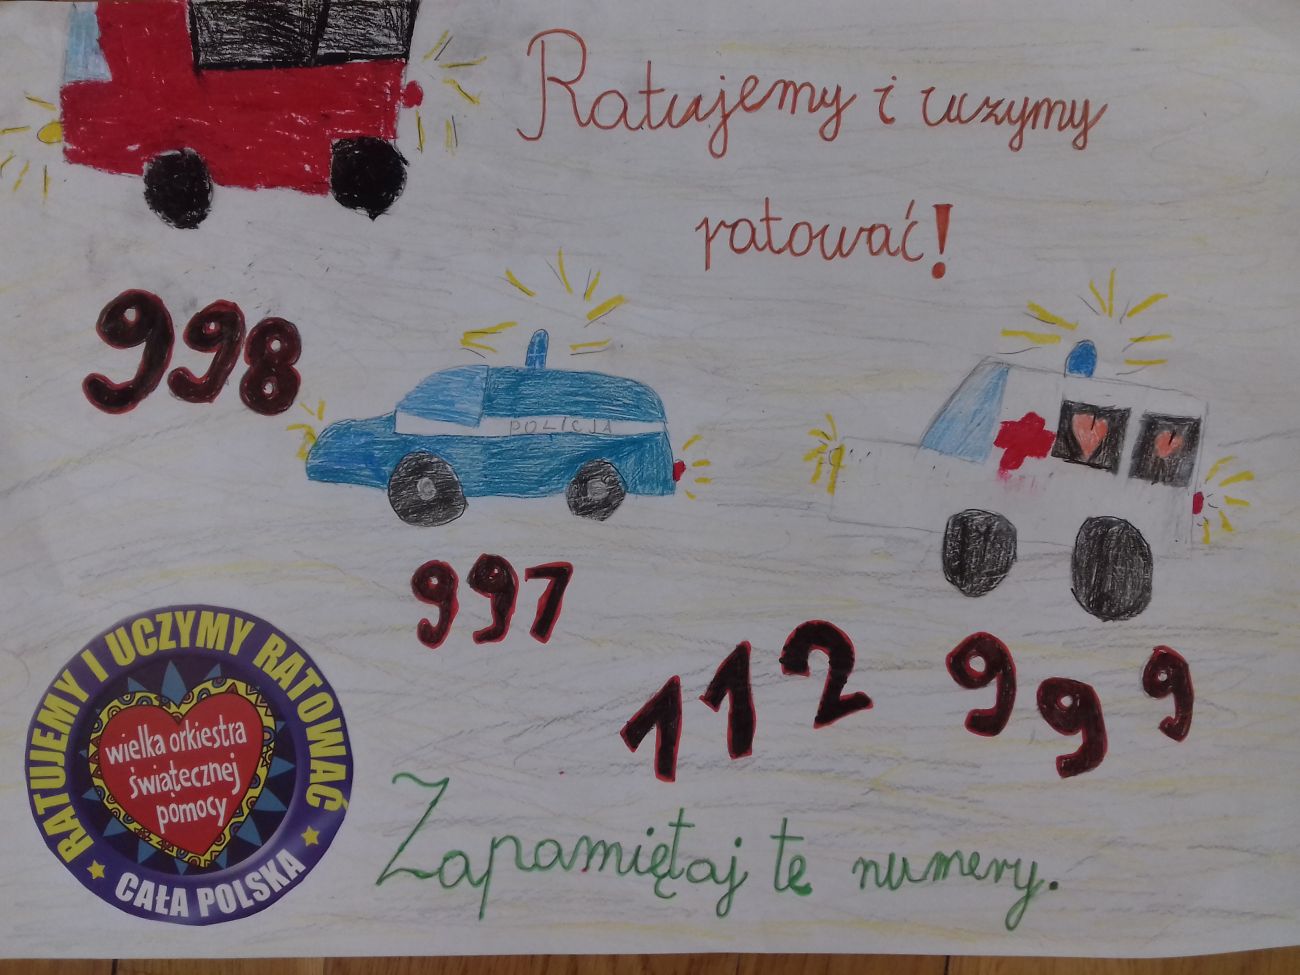 Ratujemy i uczymy
ratować!
998
POLICJA
997
112 999
RATUJEMY I UCZYMY RATOWAĆ
wielka orkiestra
świątecznej
pomocy
CAŁA POLSKA
Zapamiętaj te numery.